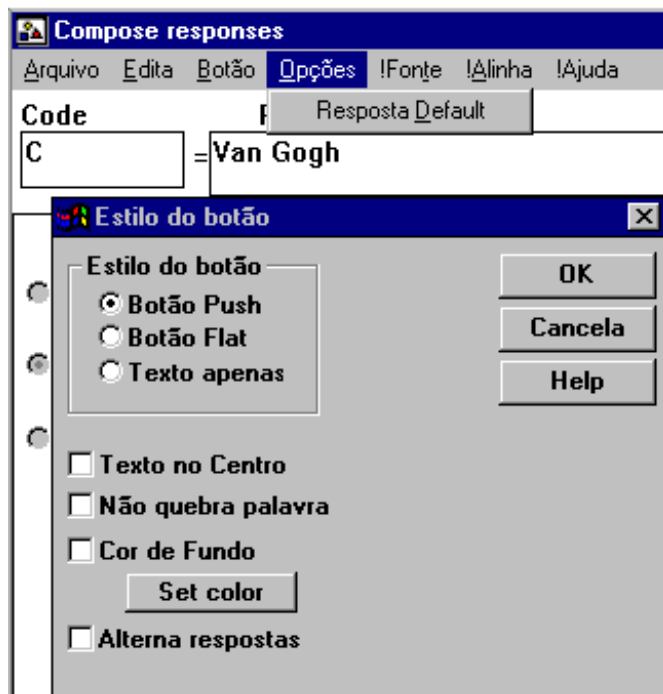 Compose responses
Arquivo Edita Botão Opções !Fonte !Alinha !Ajuda
Resposta Default
Code
C = Van Gogh
Estilo do botão
Estilo do botão
Botão Push
Botão Flat
Texto apenas
OK
Cancela
Help
Texto no Centro
Não quebra palavra
Cor de Fundo
Set color
Alterna respostas